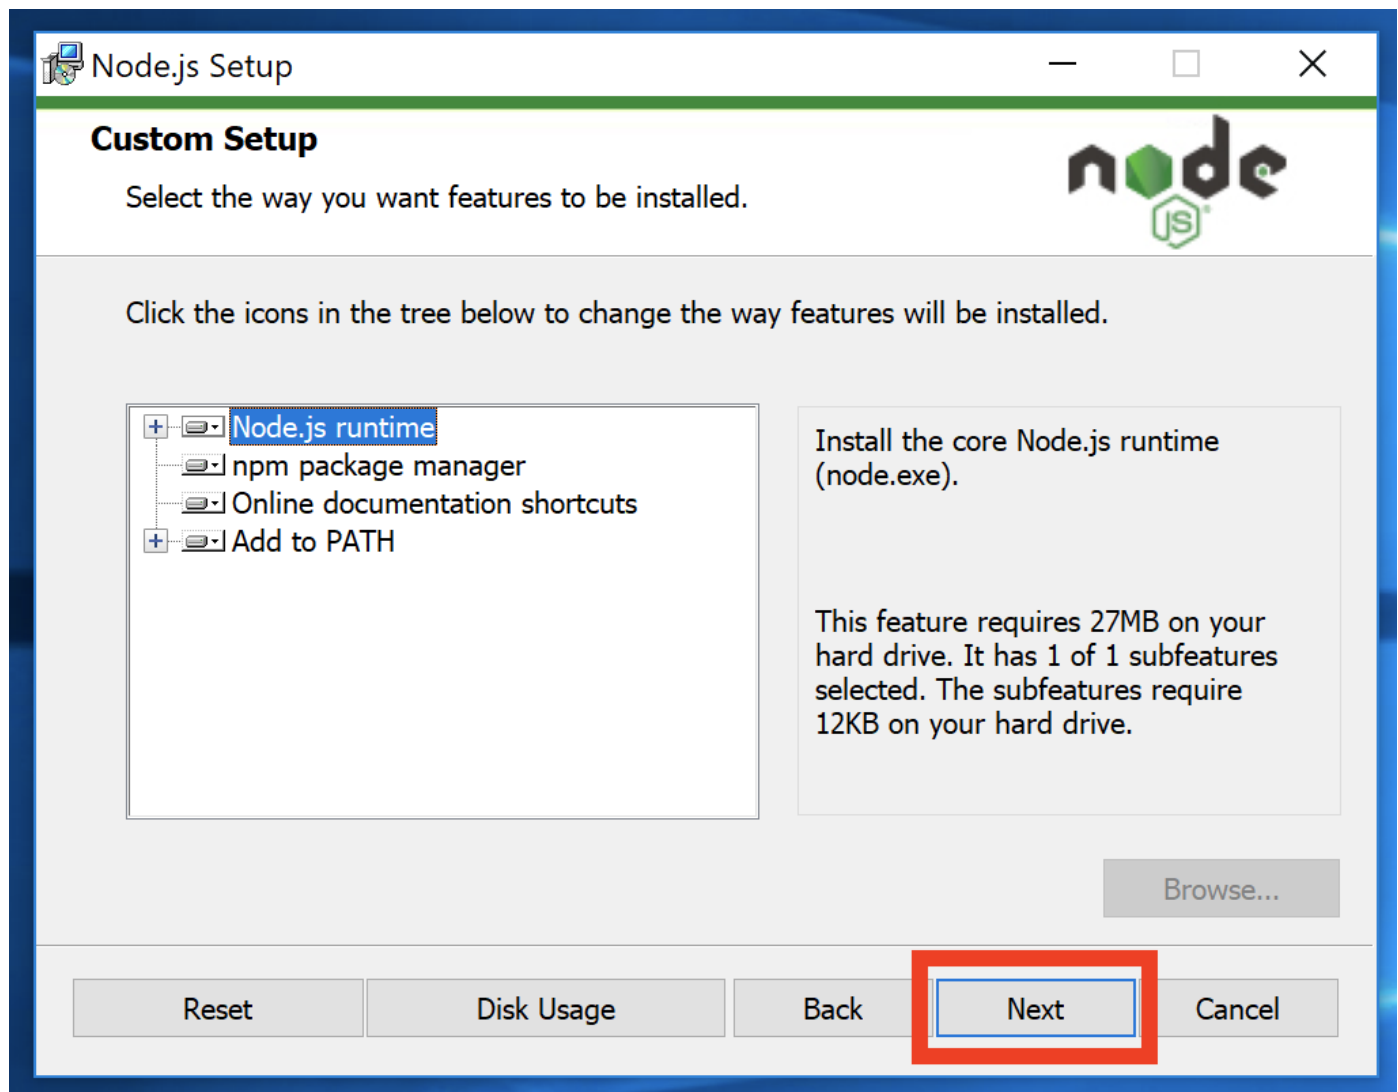 Node.js Setup
Custom Setup
Select the way you want features to be installed.
node
JS
Click the icons in the tree below to change the way features will be installed.
Node.js runtime
npm package manager
Online documentation shortcuts
Add to PATH
Install the core Node.js runtime
(node.exe).
This feature requires 27MB on your
hard drive. It has 1 of 1 subfeatures
selected. The subfeatures require
12KB on your hard drive.
Browse...
Reset
Disk Usage
Back
Next
Cancel